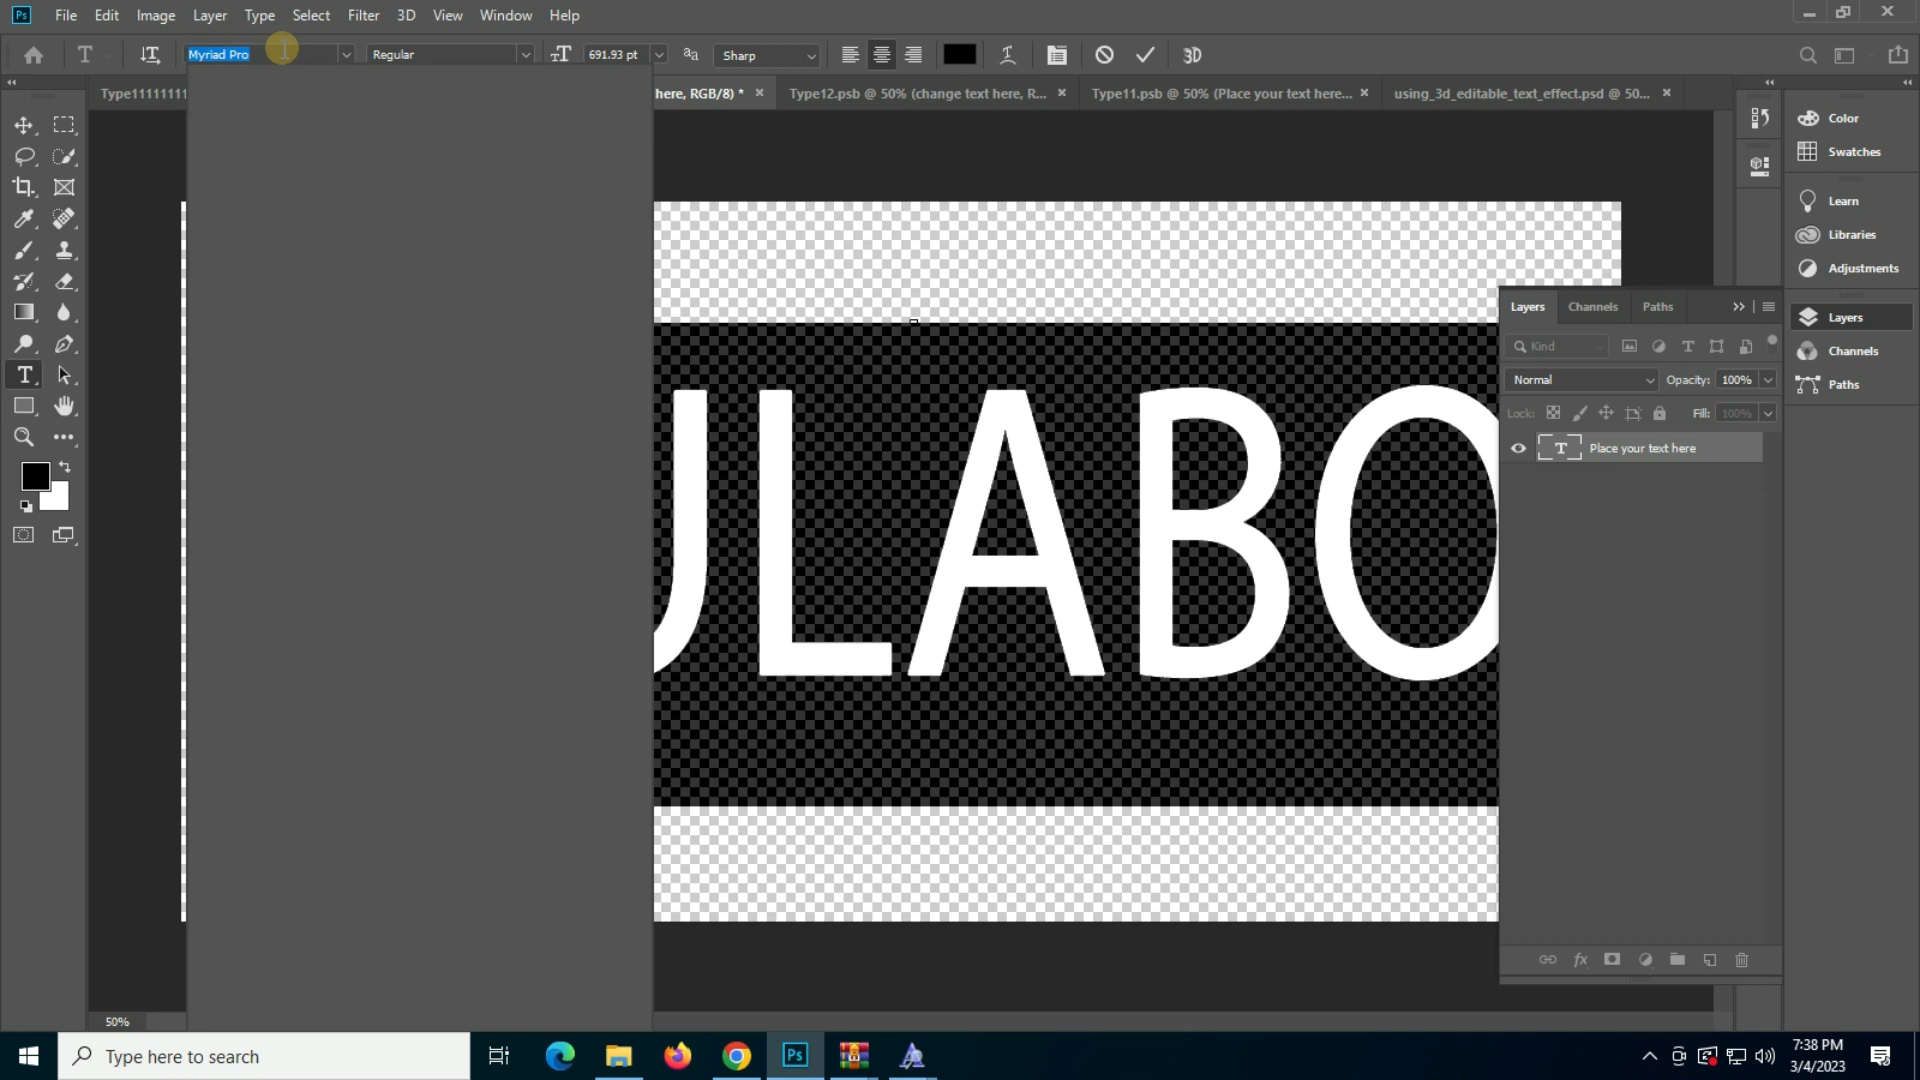 Ps File Edit Image Layer Type Select Filter 3D View Window Help
T Myriad Pro Regular 691.93 pt Sharp 3D
Type11111111 here, RGB/8) * Type12.psb @ 50% (change text here, R... Type11.psb @ 50% (Place your text here... using_3d_editable_text_effect.psd @ 50...
Color
Swatches
Learn
Libraries
Adjustments
Layers
Channels
Paths
Layers Channels Paths
Kind
Normal Opacity: 100%
Lock: Fill: 100%
T Place your text here
ULABO
50%
Type here to search
Ps
7:38 PM
3/4/2023